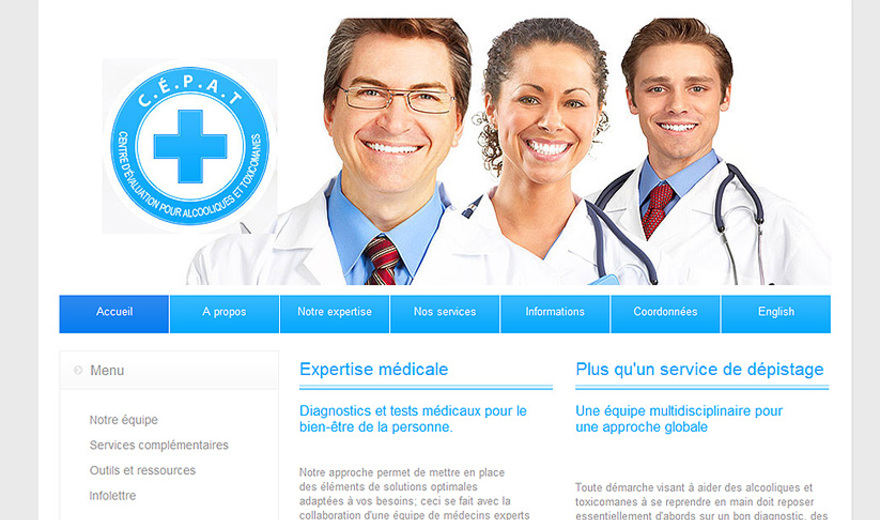 C.É.P.A.T
CENTRE D'ÉVALUATION POUR ALCOOLIQUES ET TOXICOMANES
Accueil
A propos
Notre expertise
Nos services
Informations
Coordonnées
English
Menu
Notre équipe
Services complémentaires
Outils et ressources
Infolettre
Expertise médicale
Diagnostics et tests médicaux pour le
bien-être de la personne.
Notre approche permet de mettre en place
des éléments de solutions optimales
adaptées à vos besoins; ceci se fait avec la
collaboration d'une équipe de médecins experts
Plus qu'un service de dépistage
Une équipe multidisciplinaire pour
une approche globale
Toute démarche visant à aider des alcooliques et
toxicomanes à se reprendre en main doit reposer
essentiellement d'abords sur un bon diagnostic, des